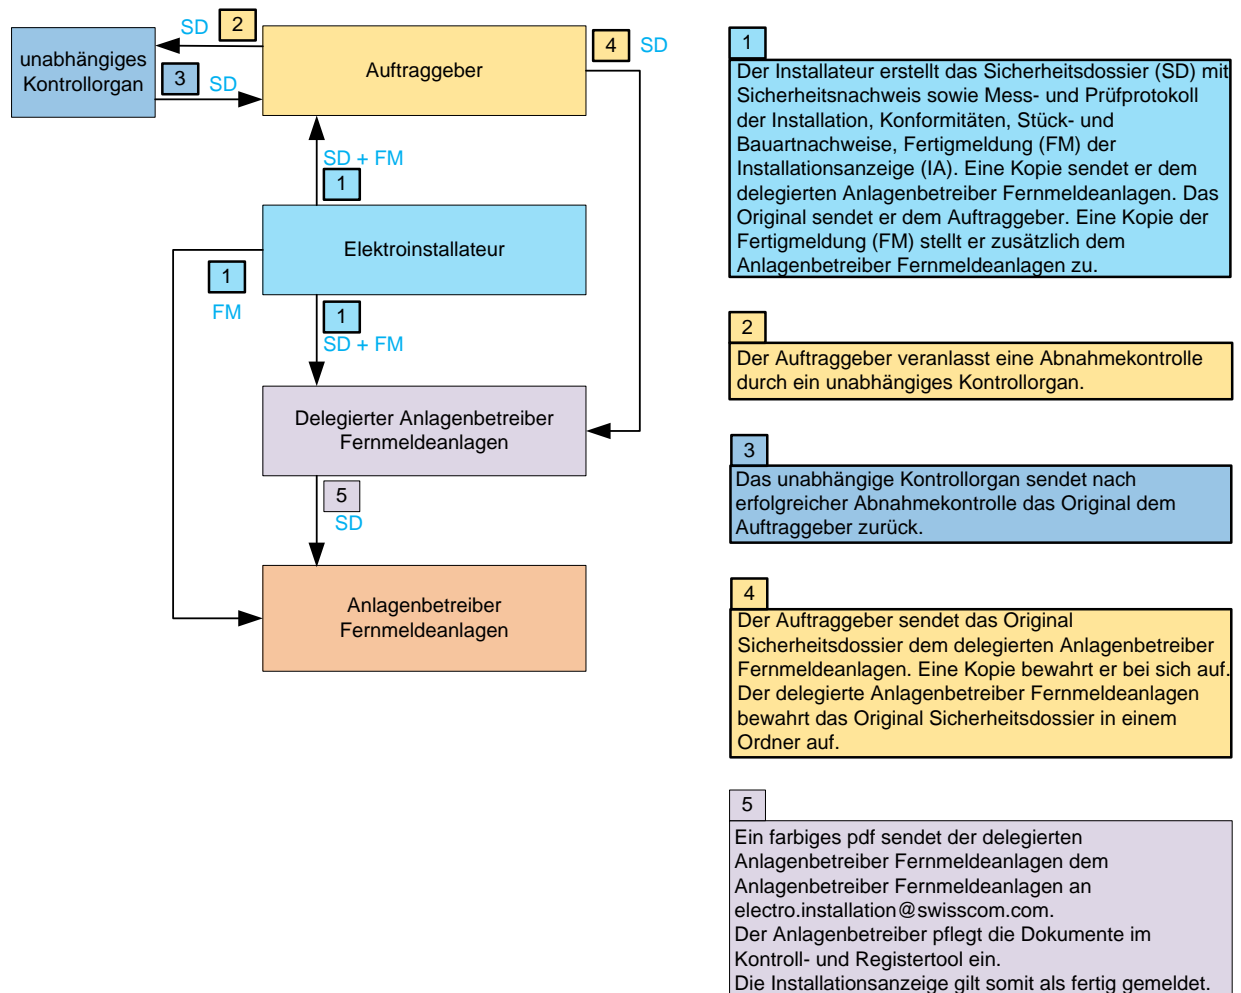 SD
2
unabhängiges
Kontrollorgan
3
SD
Auftraggeber
4
SD
SD + FM
1
Elektroinstallateur
1
FM
1
SD + FM
Delegierter Anlagenbetreiber
Fernmeldeanlagen
5
SD
Anlagenbetreiber
Fernmeldeanlagen
1
Der Installateur erstellt das Sicherheitsdossier (SD) mit
Sicherheitsnachweis sowie Mess- und Prüfprotokoll
der Installation, Konformitäten, Stück- und
Bauartnachweise, Fertigmeldung (FM) der
Installationsanzeige (IA). Eine Kopie sendet er dem
delegierten Anlagenbetreiber Fernmeldeanlagen. Das
Original sendet er dem Auftraggeber. Eine Kopie der
Fertigmeldung (FM) stellt er zusätzlich dem
Anlagenbetreiber Fernmeldeanlagen zu.
2
Der Auftraggeber veranlasst eine Abnahmekontrolle
durch ein unabhängiges Kontrollorgan.
3
Das unabhängige Kontrollorgan sendet nach
erfolgreicher Abnahmekontrolle das Original dem
Auftraggeber zurück.
4
Der Auftraggeber sendet das Original
Sicherheitsdossier dem delegierten Anlagenbetreiber
Fernmeldeanlagen. Eine Kopie bewahrt er bei sich auf.
Der delegierte Anlagenbetreiber Fernmeldeanlagen
bewahrt das Original Sicherheitsdossier in einem
Ordner auf.
5
Ein farbiges pdf sendet der delegierten
Anlagenbetreiber Fernmeldeanlagen dem
Anlagenbetreiber Fernmeldeanlagen an
electro.installation@swisscom.com.
Der Anlagenbetreiber pflegt die Dokumente im
Kontroll- und Registertool ein.
Die Installationsanzeige gilt somit als fertig gemeldet.